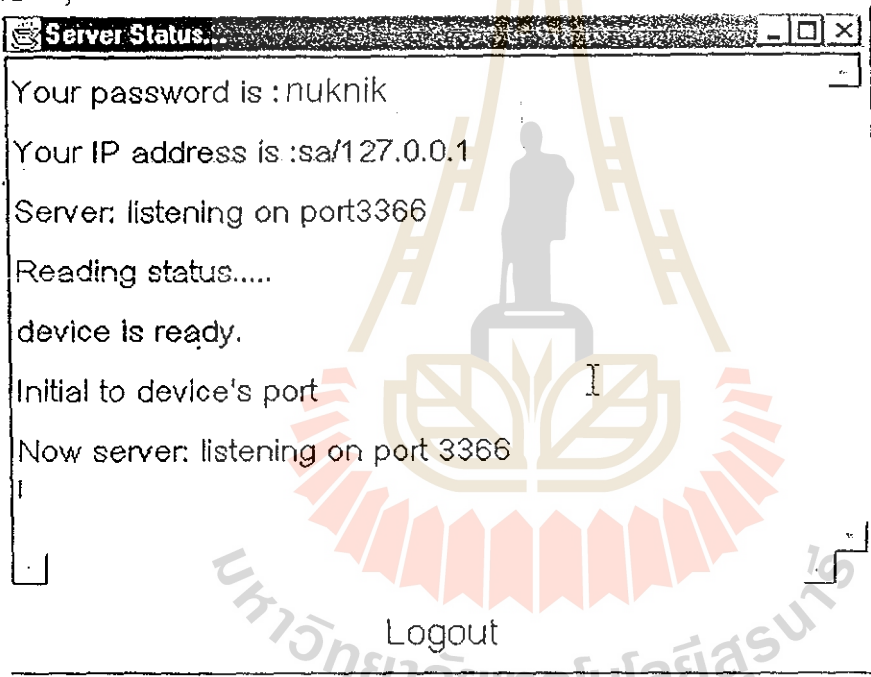 Server Status...
Your password is : nuknik
Your IP address is :sa/127.0.0.1
Server: listening on port3366
Reading status.....
device is ready.
Initial to device's port
Now server: listening on port 3366
Logout